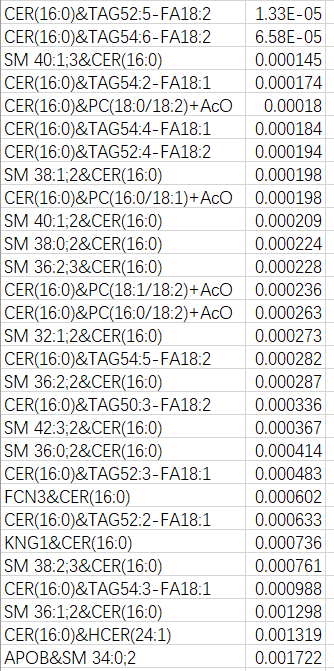 CER(16:0)&TAG52:5-FA18:2 1.33E-05
CER(16:0)&TAG54:6-FA18:2 6.58E-05
SM 40:1;3&CER(16:0) 0.000145
CER(16:0)&TAG54:2-FA18:1 0.000174
CER(16:0)&PC(18:0/18:2)+AcO 0.00018
CER(16:0)&TAG54:4-FA18:1 0.000184
CER(16:0)&TAG52:4-FA18:2 0.000194
SM 38:1;2&CER(16:0) 0.000198
CER(16:0)&PC(16:0/18:1)+AcO 0.000198
SM 40:1;2&CER(16:0) 0.000209
SM 38:0;2&CER(16:0) 0.000224
SM 36:2;3&CER(16:0) 0.000228
CER(16:0)&PC(18:1/18:2)+AcO 0.000236
CER(16:0)&PC(16:0/18:2)+AcO 0.000263
SM 32:1;2&CER(16:0) 0.000273
CER(16:0)&TAG54:5-FA18:2 0.000282
SM 36:2;2&CER(16:0) 0.000287
CER(16:0)&TAG50:3-FA18:2 0.000336
SM 42:3;2&CER(16:0) 0.000367
SM 36:0;2&CER(16:0) 0.000414
CER(16:0)&TAG52:3-FA18:1 0.000483
FCN3&CER(16:0) 0.000602
CER(16:0)&TAG52:2-FA18:1 0.000633
KNG1&CER(16:0) 0.000736
SM 38:2;3&CER(16:0) 0.000761
CER(16:0)&TAG54:3-FA18:1 0.000988
SM 36:1;2&CER(16:0) 0.001298
CER(16:0)&HCER(24:1) 0.001319
APOB&SM 34:0;2 0.001722